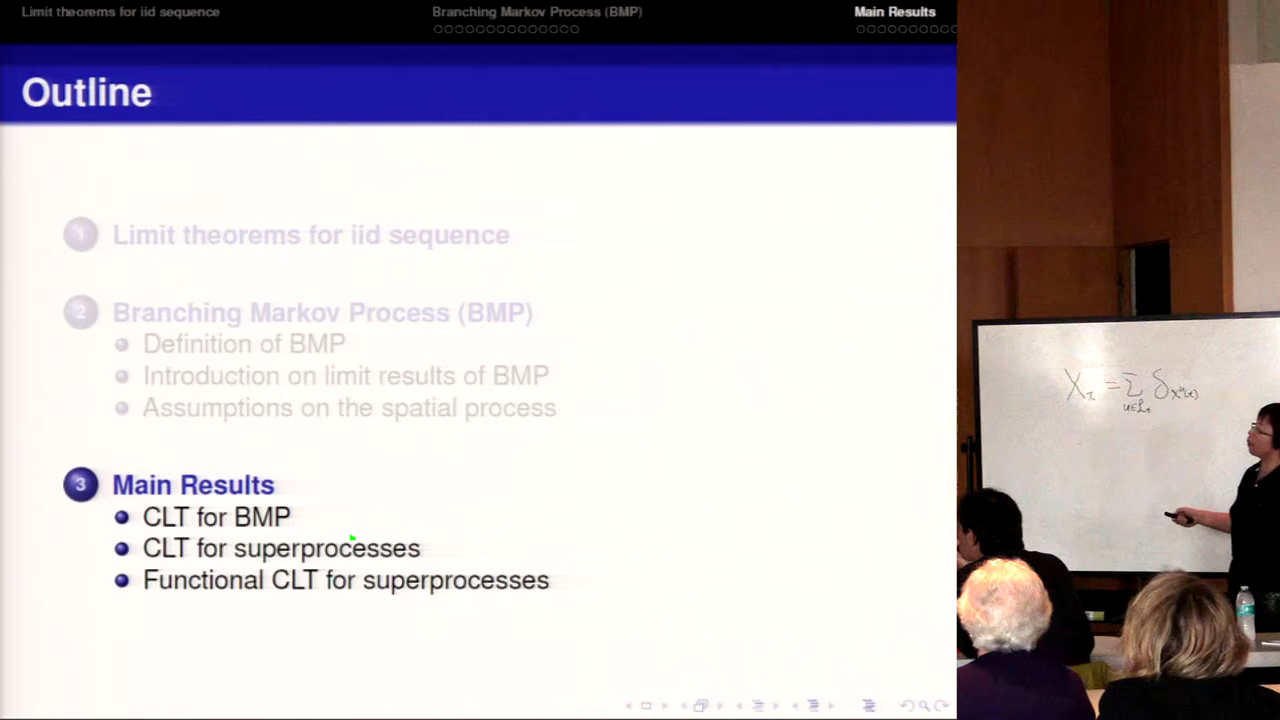 Limit theorems for iid sequence
Branching Markov Process (BMP)
Main Results
Outline
1 Limit theorems for iid sequence
2 Branching Markov Process (BMP)
Definition of BMP
Introduction on limit results of BMP
Assumptions on the spatial process
3 Main Results
CLT for BMP
CLT for superprocesses
Functional CLT for superprocesses